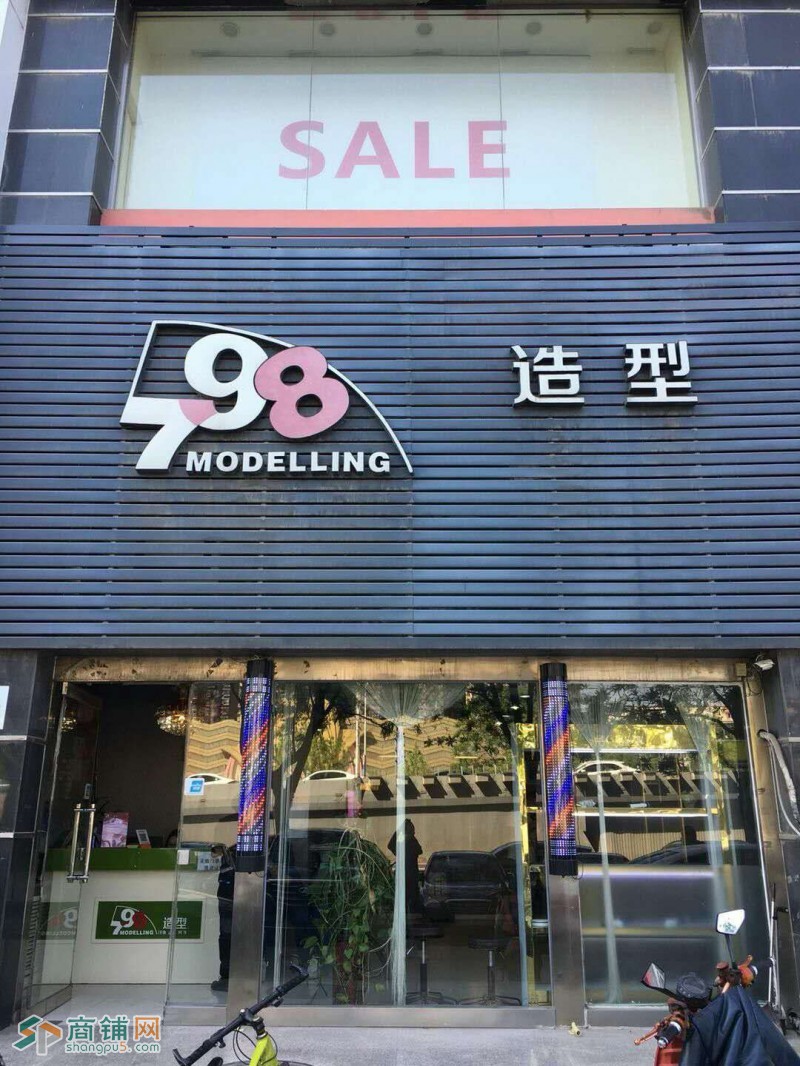 SALE
798
MODELLING
造型
798
MODELLING
造型
商铺网
shangpu5.com